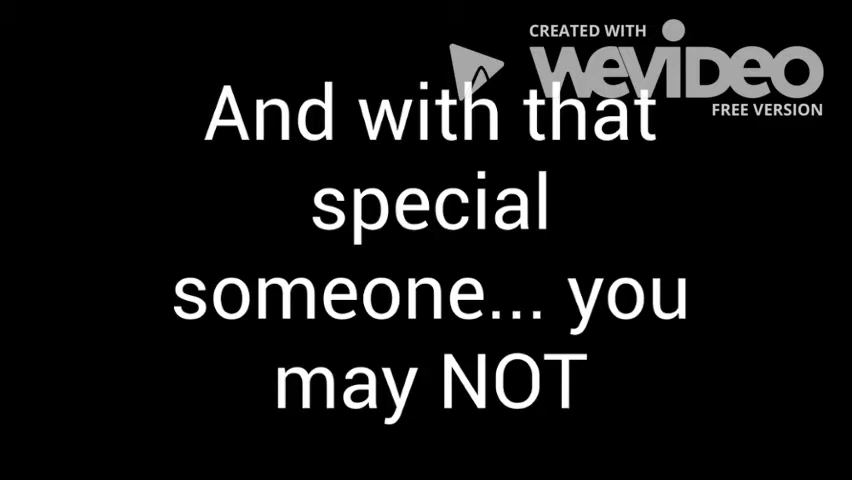 CREATED WITH
WEVIDEO
FREE VERSION
And with that
special
someone... you
may NOT